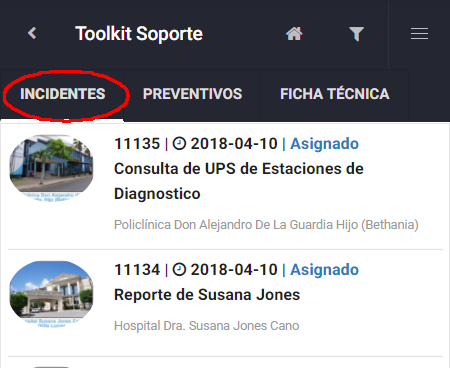 Toolkit Soporte
INCIDENTES PREVENTIVOS FICHA TÉCNICA
11135 | 2018-04-10 | Asignado
Consulta de UPS de Estaciones de
Diagnostico
Policlínica Don Alejandro De La Guardia Hijo (Bethania)
11134 | 2018-04-10 | Asignado
Reporte de Susana Jones
Hospital Dra. Susana Jones Cano